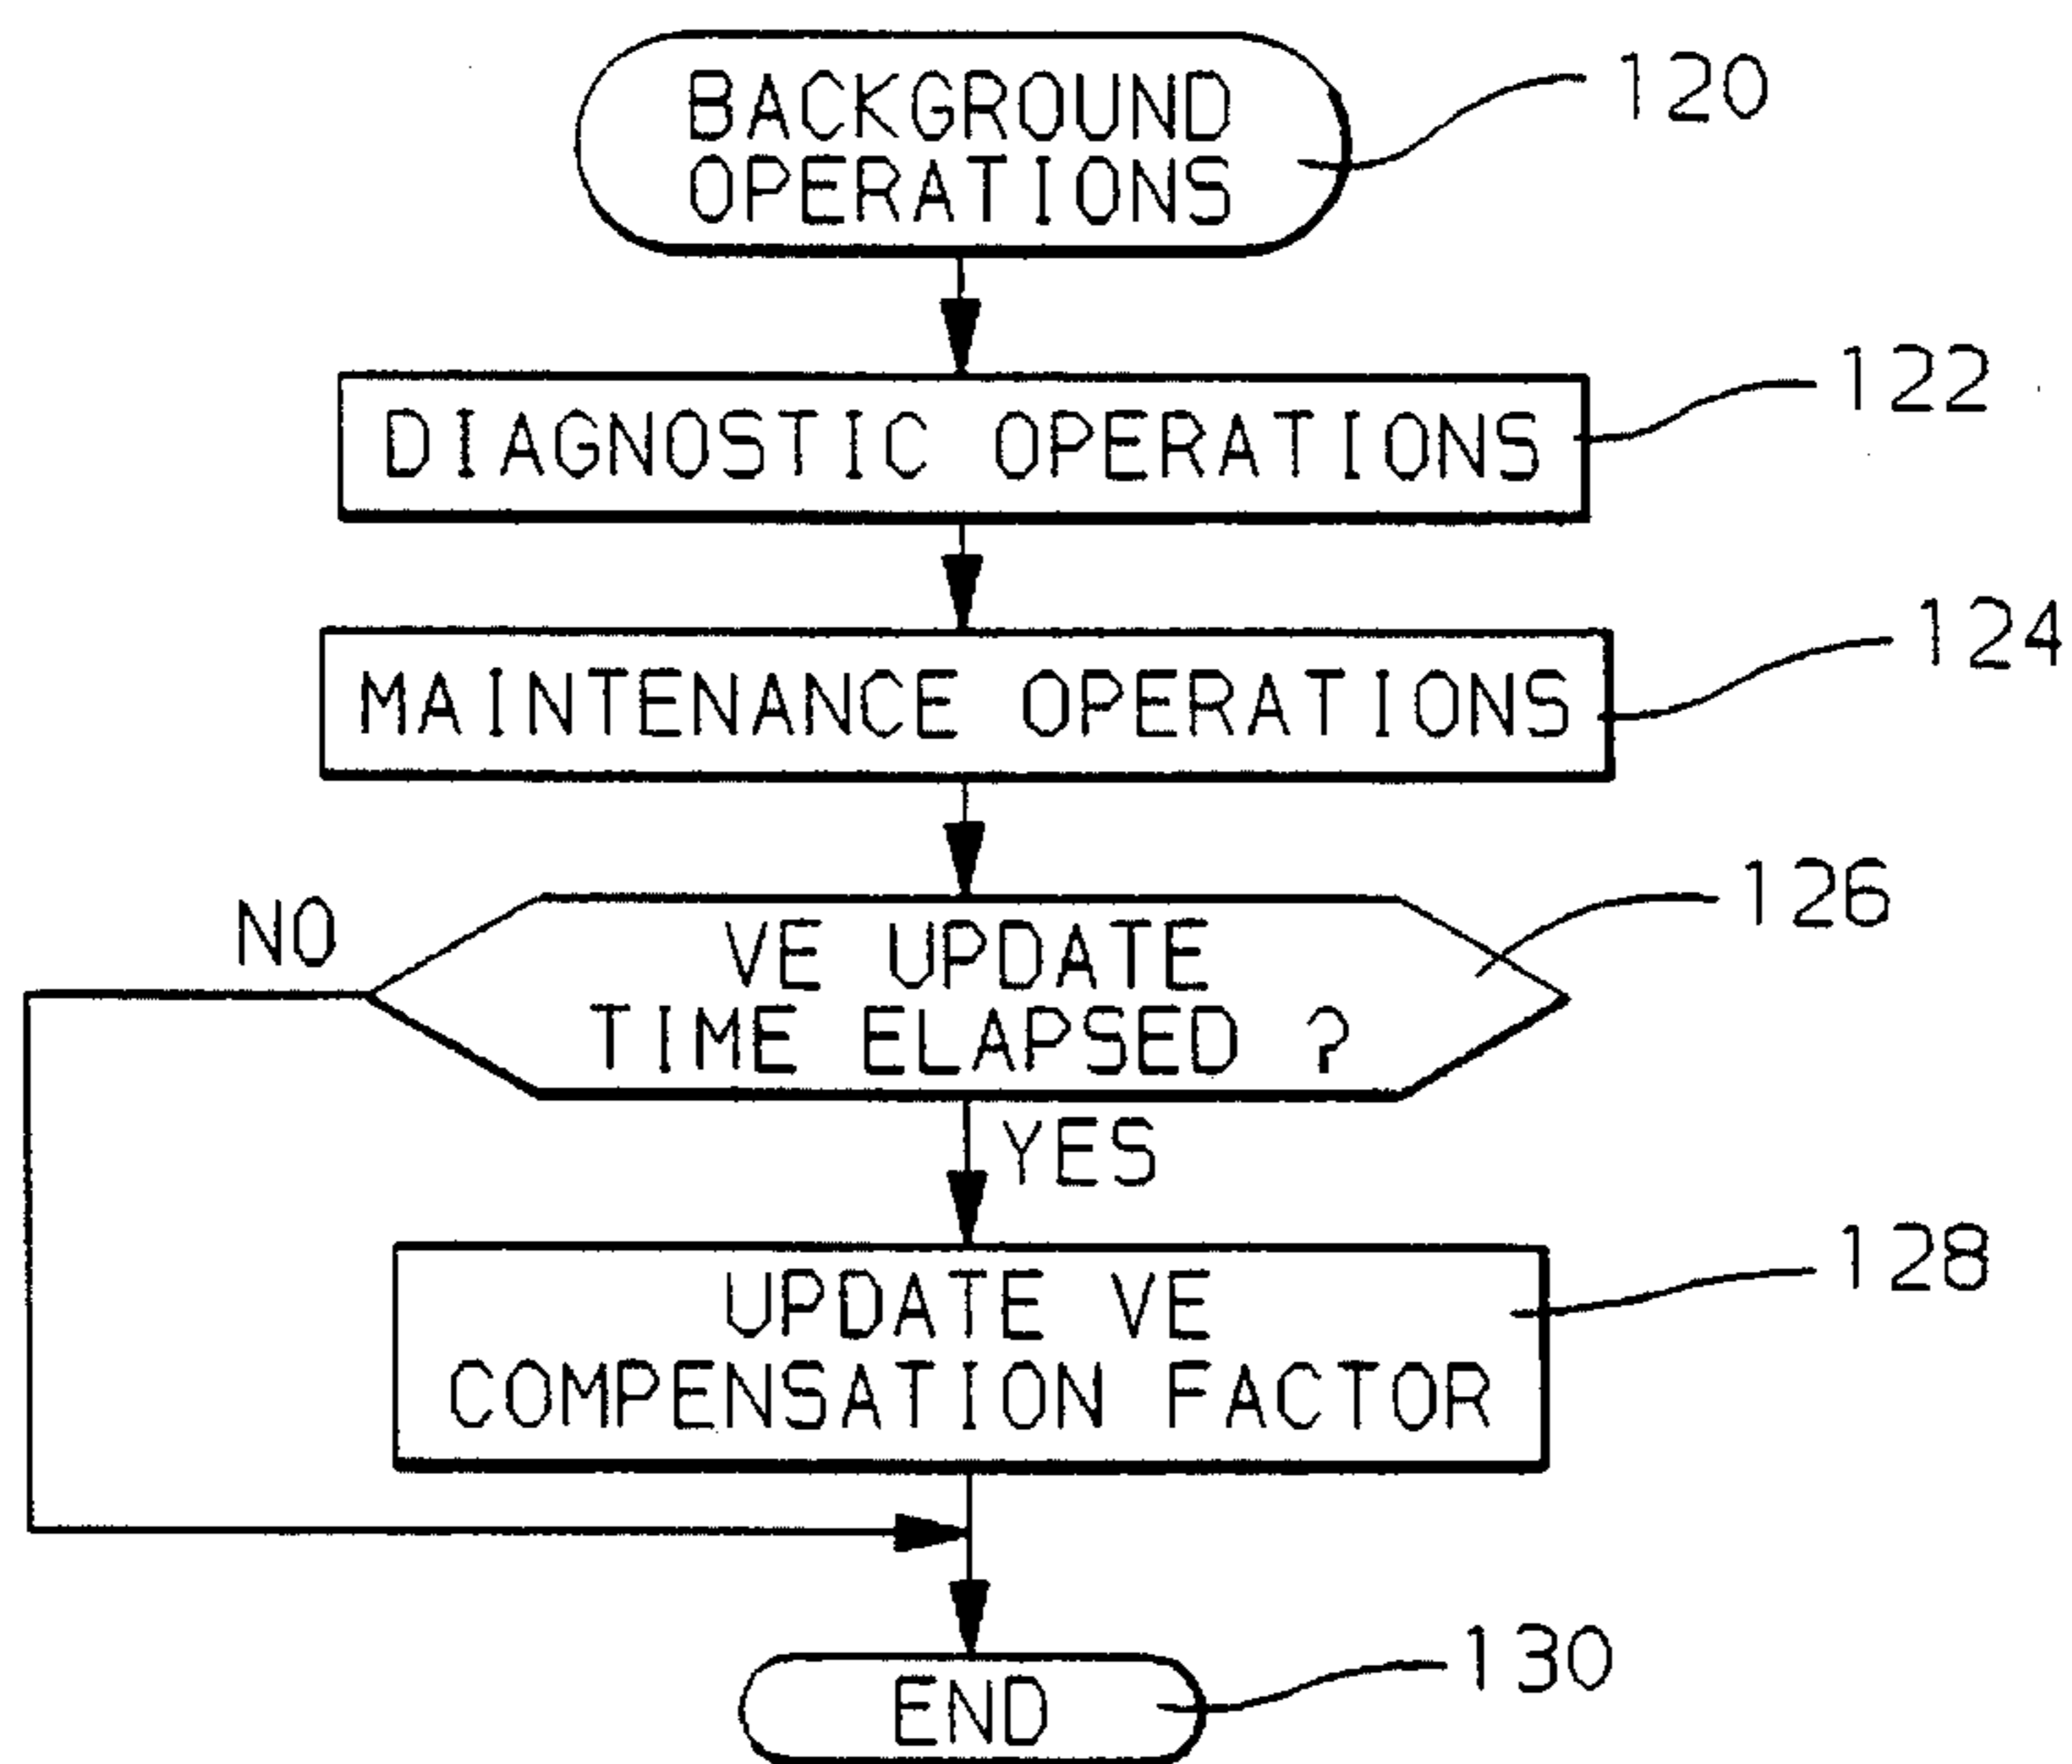 BACKGROUND
OPERATIONS
120
DIAGNOSTIC OPERATIONS
122
MAINTENANCE OPERATIONS
124
NO
VE UPDATE
TIME ELAPSED ?
126
YES
UPDATE VE
COMPENSATION FACTOR
128
END
130